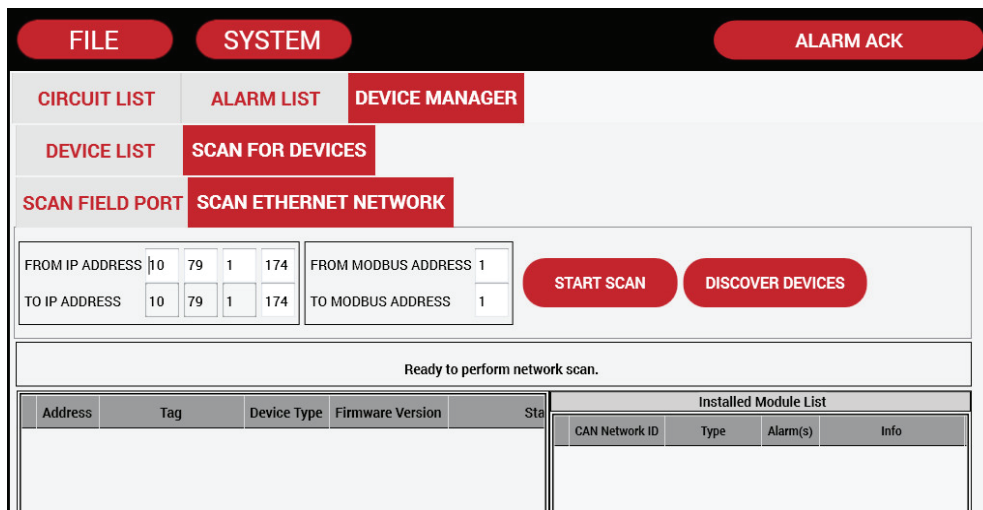 FILE SYSTEM ALARM ACK
CIRCUIT LIST ALARM LIST DEVICE MANAGER
DEVICE LIST SCAN FOR DEVICES
SCAN FIELD PORT SCAN ETHERNET NETWORK
FROM IP ADDRESS 10 79 1 174 FROM MODBUS ADDRESS 1
TO IP ADDRESS 10 79 1 174 TO MODBUS ADDRESS 1
START SCAN DISCOVER DEVICES
Ready to perform network scan.
Address Tag Device Type Firmware Version Sta
Installed Module List
CAN Network ID Type Alarm(s) Info